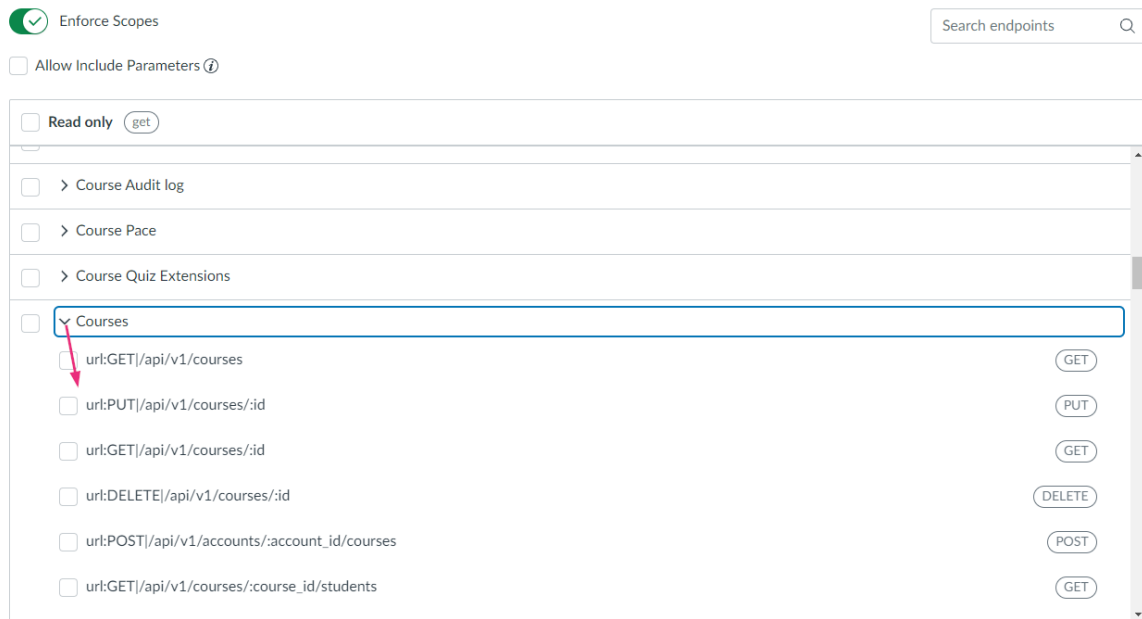 Enforce Scopes
Search endpoints
Allow Include Parameters
Read only get
Course Audit log
Course Pace
Course Quiz Extensions
Courses
url:GET|/api/v1/courses GET
url:PUT|/api/v1/courses/:id PUT
url:GET|/api/v1/courses/:id GET
url:DELETE|/api/v1/courses/:id DELETE
url:POST|/api/v1/accounts/:account_id/courses POST
url:GET|/api/v1/courses/:course_id/students GET